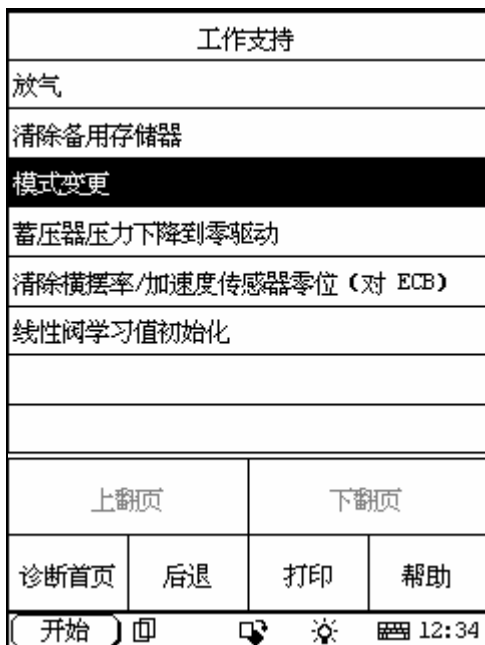 工作支持
放气
清除备用存储器
模式变更
蓄压器压力下降到零驱动
清除横摆率/加速度传感器零位(对 ECB)
线性阀学习值初始化
上翻页 下翻页
诊断首页 后退 打印 帮助
开始 12:34